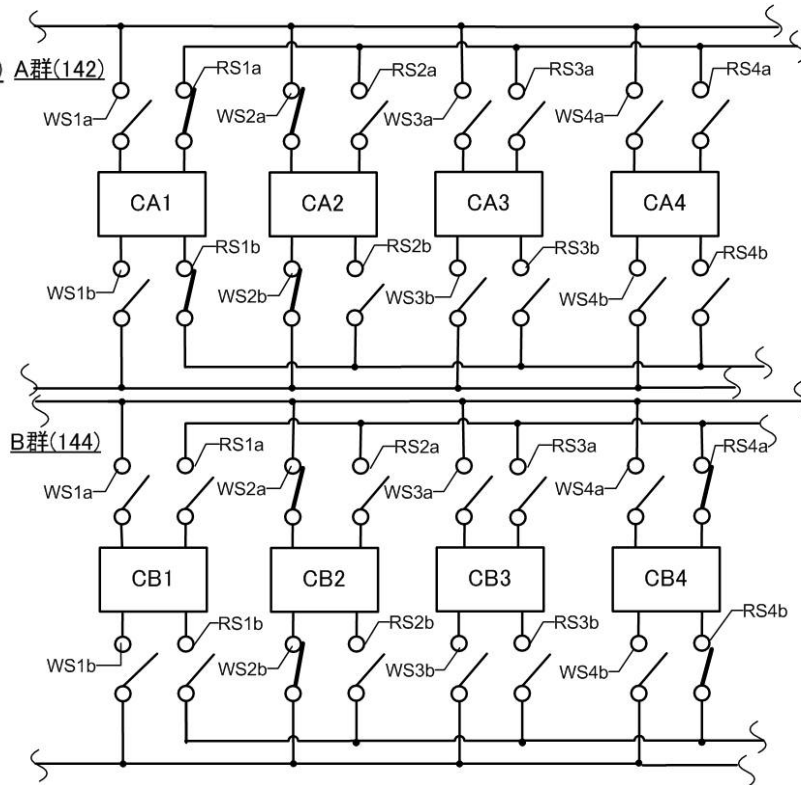 ) A群(142)
RS1a
RS2a
RS3a
RS4a
WS1a
WS2a
WS3a
WS4a
CA1
CA2
CA3
CA4
RS1b
RS2b
RS3b
RS4b
WS1b
WS2b
WS3b
WS4b
B群(144)
RS1a
RS2a
RS3a
RS4a
WS1a
WS2a
WS3a
WS4a
CB1
CB2
CB3
CB4
RS1b
RS2b
RS3b
RS4b
WS1b
WS2b
WS3b
WS4b